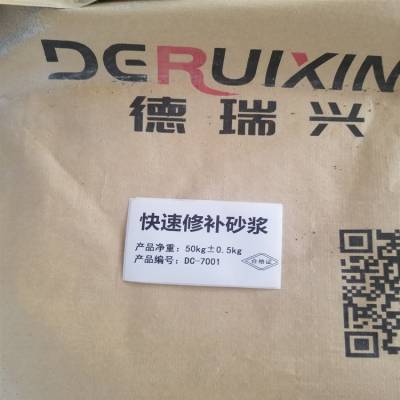 DERUIXIN
德瑞兴
快速修补砂浆
产品净重：50kg±0.5kg
产品编号：DC-7001
合格证